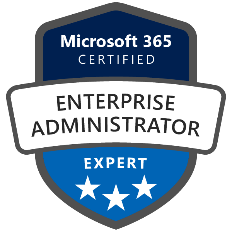 Microsoft 365
CERTIFIED
ENTERPRISE
ADMINISTRATOR
EXPERT